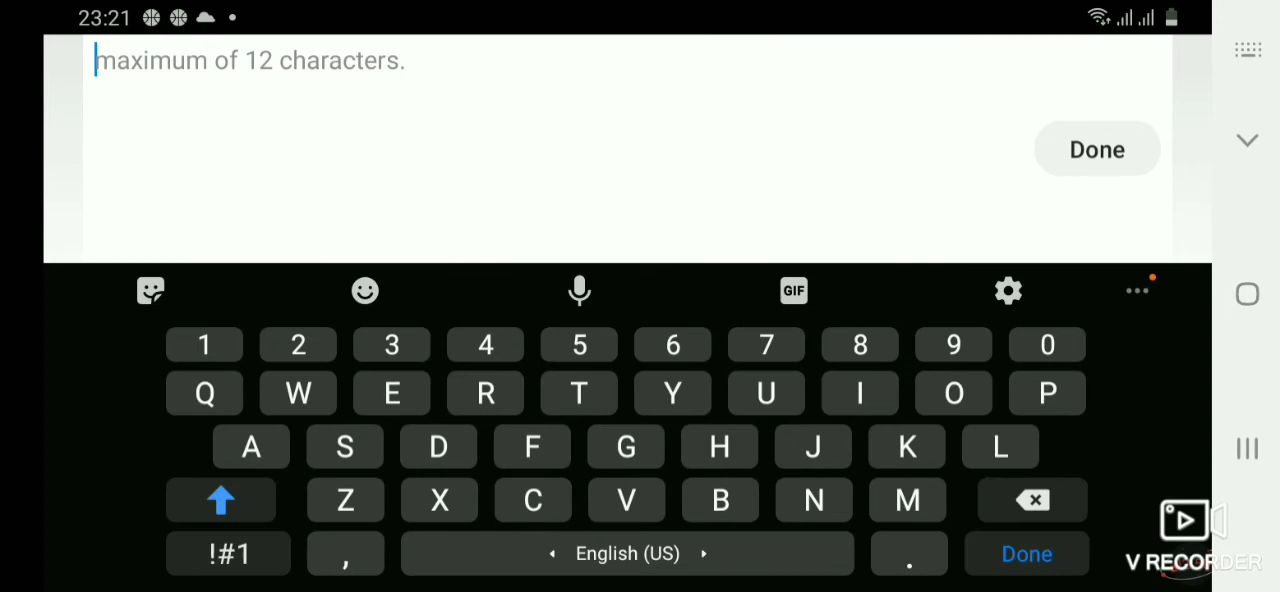 23:21
maximum of 12 characters.
Done
GIF
1 2 3 4 5 6 7 8 9 0
Q W E R T Y U I O P
A S D F G H J K L
Z X C V B N M
!#1 , English (US) . Done
V RECORDER